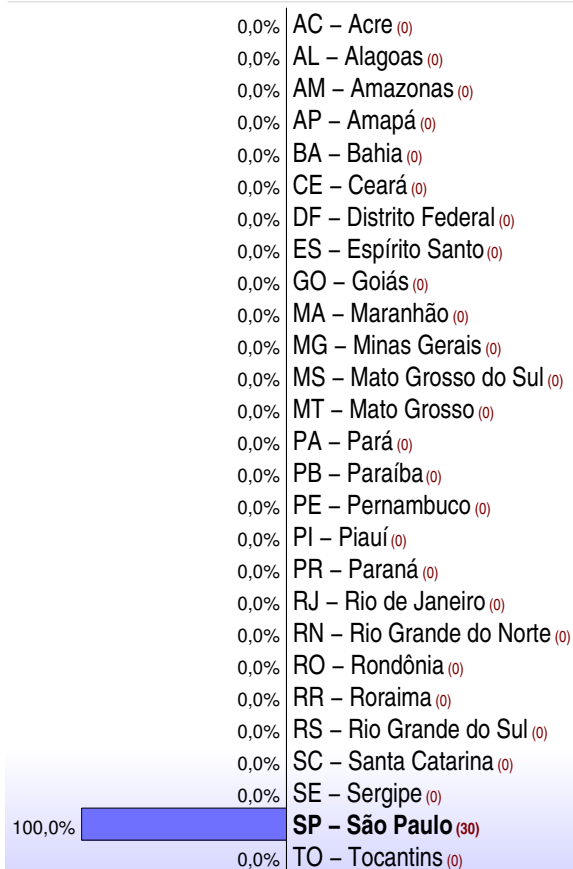 0,0% AC – Acre (0)
0,0% AL – Alagoas (0)
0,0% AM – Amazonas (0)
0,0% AP – Amapá (0)
0,0% BA – Bahia (0)
0,0% CE – Ceará (0)
0,0% DF – Distrito Federal (0)
0,0% ES – Espírito Santo (0)
0,0% GO – Goiás (0)
0,0% MA – Maranhão (0)
0,0% MG – Minas Gerais (0)
0,0% MS – Mato Grosso do Sul (0)
0,0% MT – Mato Grosso (0)
0,0% PA – Pará (0)
0,0% PB – Paraíba (0)
0,0% PE – Pernambuco (0)
0,0% PI – Piauí (0)
0,0% PR – Paraná (0)
0,0% RJ – Rio de Janeiro (0)
0,0% RN – Rio Grande do Norte (0)
0,0% RO – Rondônia (0)
0,0% RR – Roraima (0)
0,0% RS – Rio Grande do Sul (0)
0,0% SC – Santa Catarina (0)
0,0% SE – Sergipe (0)
100,0% SP – São Paulo (30)
0,0% TO – Tocantins (0)